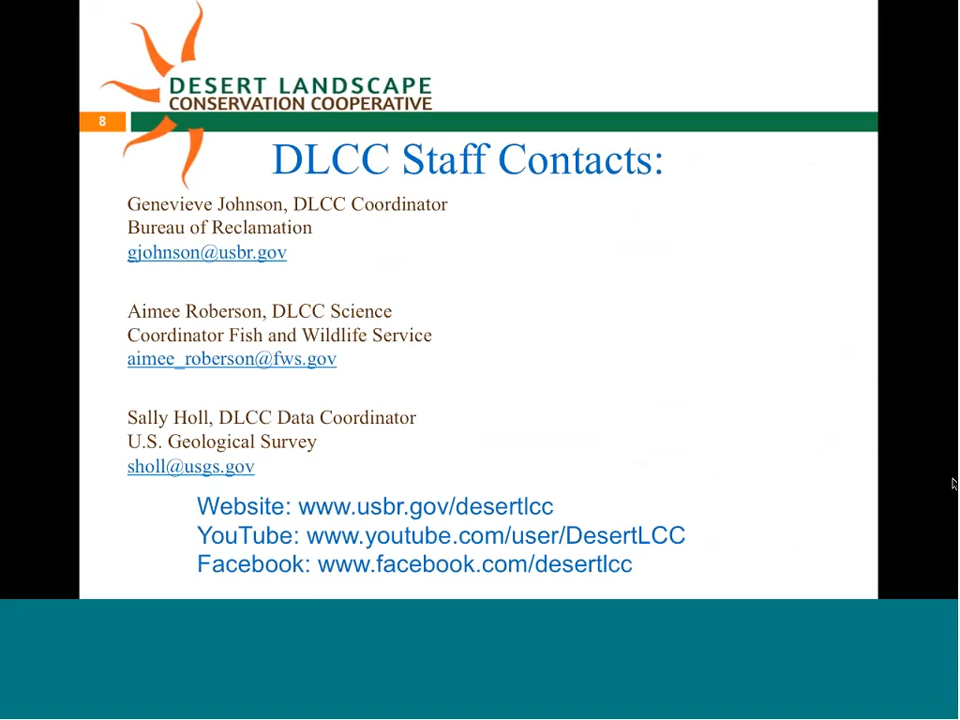 DESERT LANDSCAPE
CONSERVATION COOPERATIVE
8
DLCC Staff Contacts:
Genevieve Johnson, DLCC Coordinator
Bureau of Reclamation
gjohnson@usbr.gov
Aimee Roberson, DLCC Science
Coordinator Fish and Wildlife Service
aimee_roberson@fws.gov
Sally Holl, DLCC Data Coordinator
U.S. Geological Survey
sholl@usgs.gov
Website: www.usbr.gov/desertlcc
YouTube: www.youtube.com/user/DesertLCC
Facebook: www.facebook.com/desertlcc